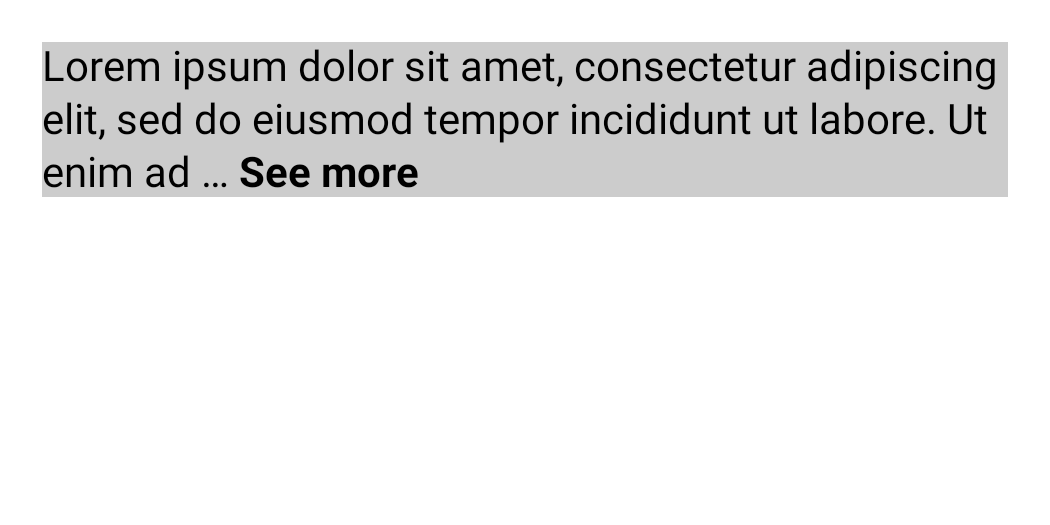 Lorem ipsum dolor sit amet, consectetur adipiscing
elit, sed do eiusmod tempor incididunt ut labore. Ut
enim ad … See more